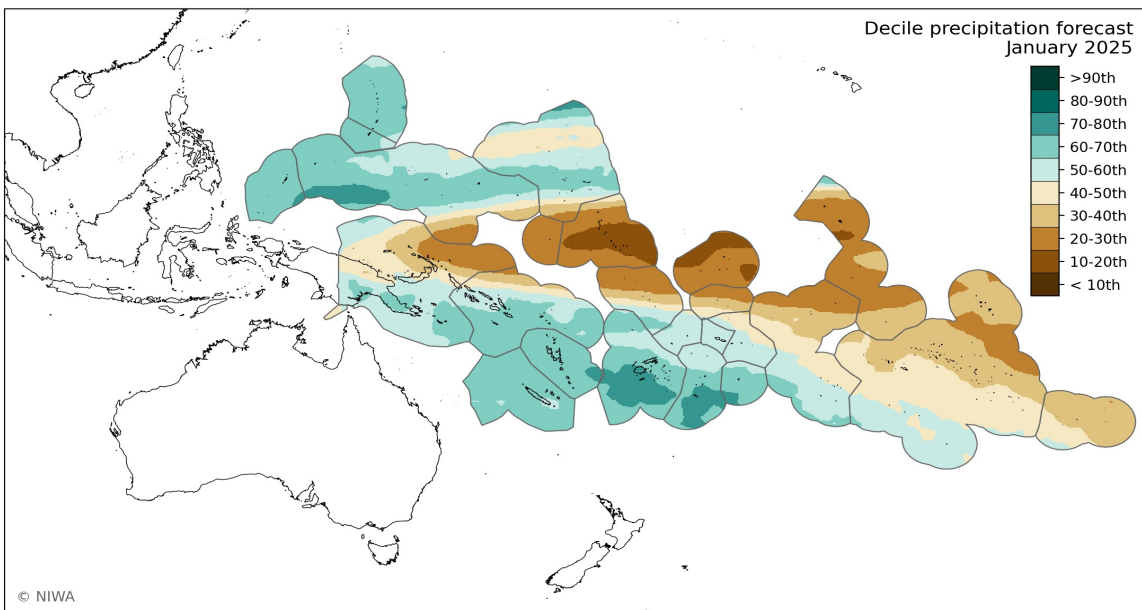 Decile precipitation forecast
January 2025
>90th
80-90th
70-80th
60-70th
50-60th
40-50th
30-40th
20-30th
10-20th
< 10th
© NIWA